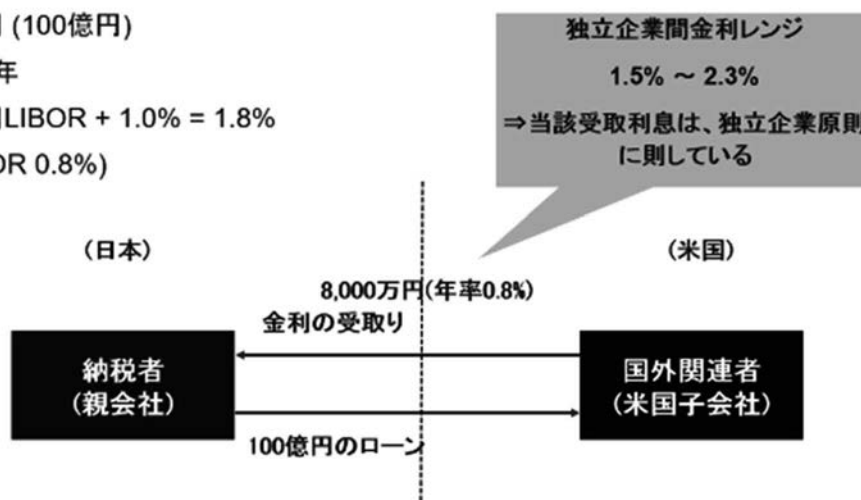 (100億円)
年
LIBOR + 1.0% = 1.8%
OR 0.8%)
独立企業間金利レンジ
1.5% ～ 2.3%
⇒当該受取利息は、独立企業原則
に則している
(日本)
(米国)
8,000万円(年率0.8%)
金利の受取り
納税者
(親会社)
国外関連者
(米国子会社)
100億円のローン